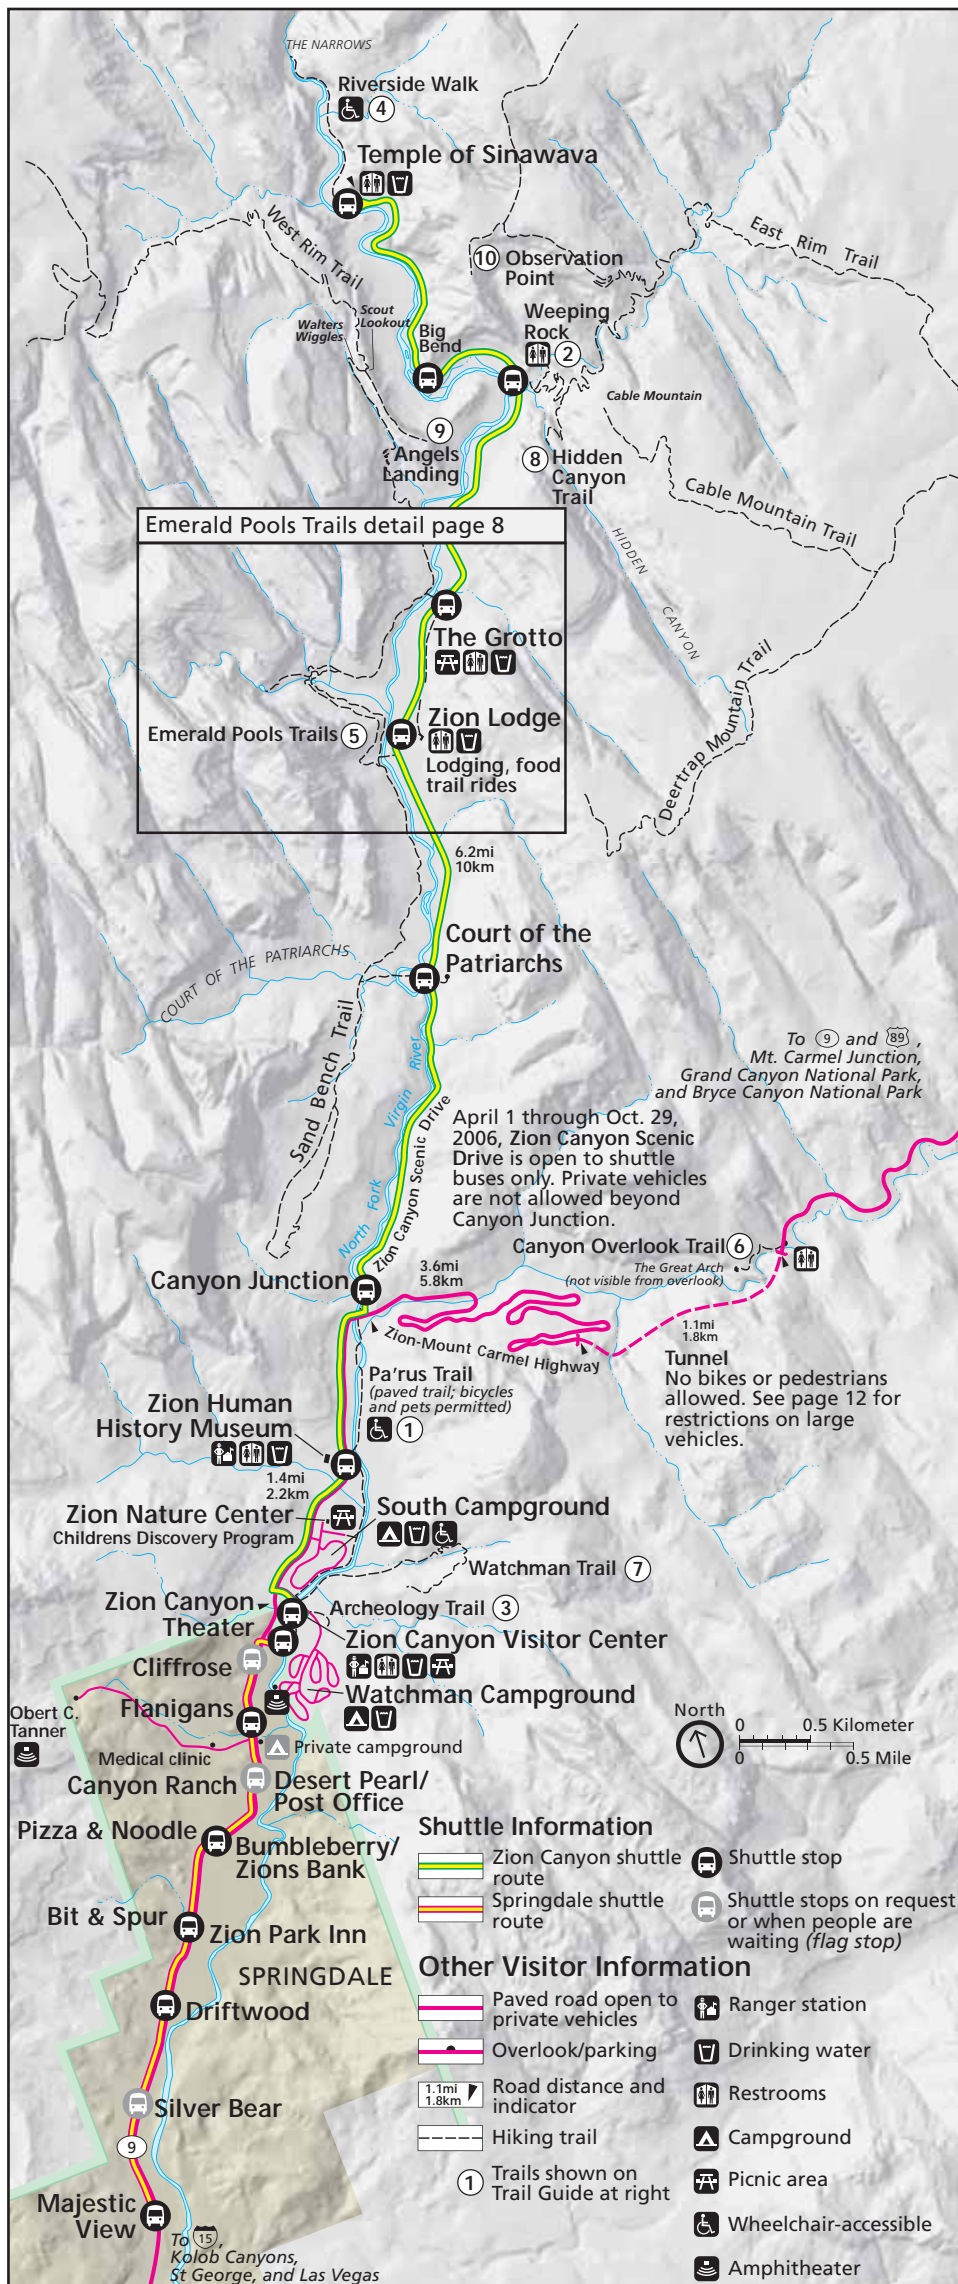 THE NARROWS
Riverside Walk
4
Temple of Sinawava
West Rim Trail
East Rim Trail
10 Observation
Point
Scout
Lookout
Walters
Wiggles
Big
Bend
Weeping
Rock
2
Cable Mountain
9
Angels
Landing
8 Hidden
Canyon
Trail
Cable Mountain Trail
Emerald Pools Trails detail page 8
HIDDEN CANYON
The Grotto
Deertrap Mountain Trail
Zion Lodge
Emerald Pools Trails 5
Lodging, food
trail rides
6.2mi
10km
Court of the
Patriarchs
COURT OF THE PATRIARCHS
Sand Bench Trail
North Fork Virgin River
Zion Canyon Scenic Drive
To 9 and 89,
Mt. Carmel Junction,
Grand Canyon National Park,
and Bryce Canyon National Park
April 1 through Oct. 29,
2006, Zion Canyon Scenic
Drive is open to shuttle
buses only. Private vehicles
are not allowed beyond
Canyon Junction.
Canyon Overlook Trail 6
The Great Arch
(not visible from overlook)
Canyon Junction
3.6mi
5.8km
1.1mi
1.8km
Zion-Mount Carmel Highway
Tunnel
No bikes or pedestrians
allowed. See page 12 for
restrictions on large
vehicles.
Pa'rus Trail
(paved trail; bicycles
and pets permitted)
1
Zion Human
History Museum
1.4mi
2.2km
Zion Nature Center
Childrens Discovery Program
South Campground
Watchman Trail 7
Zion Canyon
Theater
Archeology Trail 3
Zion Canyon Visitor Center
Cliffrose
Watchman Campground
Flanigans
Obert C.
Tanner
Medical clinic
Private campground
North
0 0.5 Kilometer
0 0.5 Mile
Canyon Ranch
Desert Pearl/
Post Office
Pizza & Noodle
Bumbleberry/
Zions Bank
Bit & Spur
Zion Park Inn
SPRINGDALE
Driftwood
Silver Bear
9
Majestic
View
To 15,
Kolob Canyons,
St George, and Las Vegas
Shuttle Information
Zion Canyon shuttle
route
Springdale shuttle
route
Shuttle stop
Shuttle stops on request
or when people are
waiting (flag stop)
Other Visitor Information
Paved road open to
private vehicles
Overlook/parking
1.1mi
1.8km
Road distance and
indicator
Hiking trail
1 Trails shown on
Trail Guide at right
Ranger station
Drinking water
Restrooms
Campground
Picnic area
Wheelchair-accessible
Amphitheater